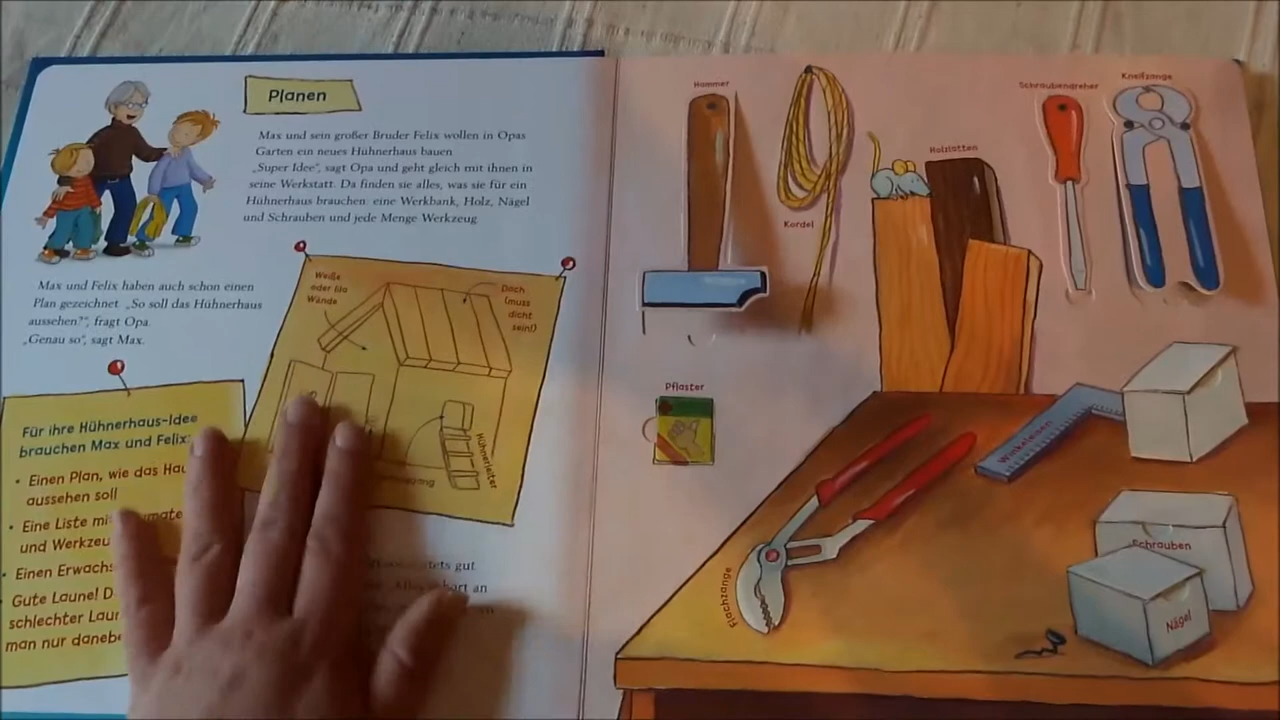 Planen
Max und sein großer Bruder Felix wollen in Opas
Garten ein neues Hühnerhaus bauen
„Super Idee“, sagt Opa und geht gleich mit ihnen in
seine Werkstatt. Da finden sie alles, was sie für ein
Hühnerhaus brauchen: eine Werkbank, Holz, Nägel
und Schrauben und jede Menge Werkzeug
Max und Felix haben auch schon einen
Plan gezeichnet. „So soll das Hühnerhaus
aussehen?“, fragt Opa.
„Genau so“, sagt Max.
Weiße
oder lila
Wände
Dach
(muss
dicht
sein!)
Hühnerleiter
Für ihre Hühnerhaus-Idee
brauchen Max und Felix:
• Einen Plan, wie das Hau
aussehen soll
• Eine Liste mi
und Werkzeu
• Einen Erwachs
Gute Laune! D
schlechter Laun
man nur daneb
gut
an
Hammer
Kordel
Holzlatten
Schraubendreher
Kneifzange
Pflaster
Winkeleisen
Flachzange
Schrauben
Nägel